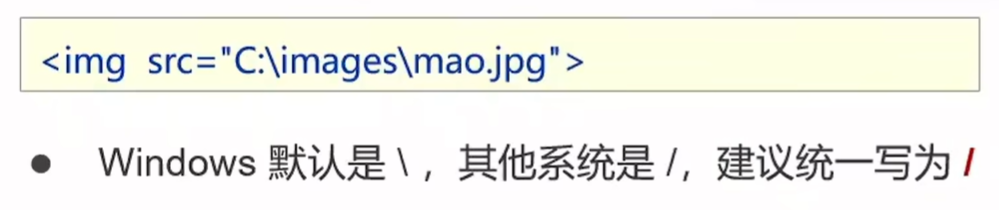 <img src="C:\images\mao.jpg">
● Windows 默认是 \ ，其他系统是 /，建议统一写为 /